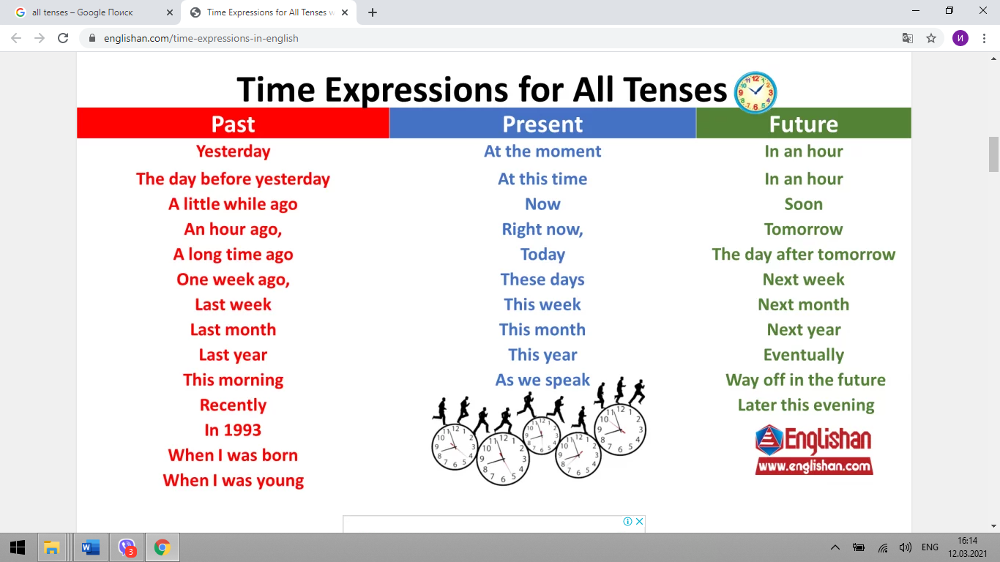 all tenses – Google Поиск
Time Expressions for All Tenses w
englishan.com/time-expressions-in-english
И
Time Expressions for All Tenses
Past
Present
Future
Yesterday
At the moment
In an hour
The day before yesterday
At this time
In an hour
A little while ago
Now
Soon
An hour ago,
Right now,
Tomorrow
A long time ago
Today
The day after tomorrow
One week ago,
These days
Next week
Last week
This week
Next month
Last month
This month
Next year
Last year
This year
Eventually
This morning
As we speak
Way off in the future
Recently
Later this evening
In 1993
When I was born
When I was young
Englishan
www.englishan.com
3
ENG
16:14
12.03.2021